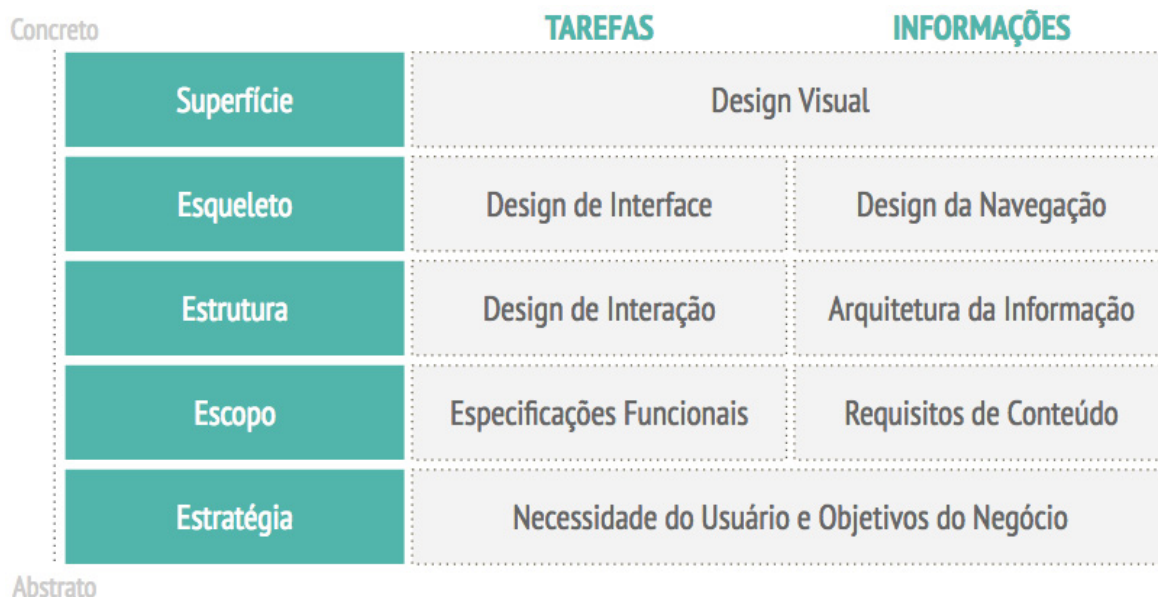 Concreto
TAREFAS
INFORMAÇÕES
Superfície
Design Visual
Esqueleto
Design de Interface
Design da Navegação
Estrutura
Design de Interação
Arquitetura da Informação
Escopo
Especificações Funcionais
Requisitos de Conteúdo
Estratégia
Necessidade do Usuário e Objetivos do Negócio
Abstrato